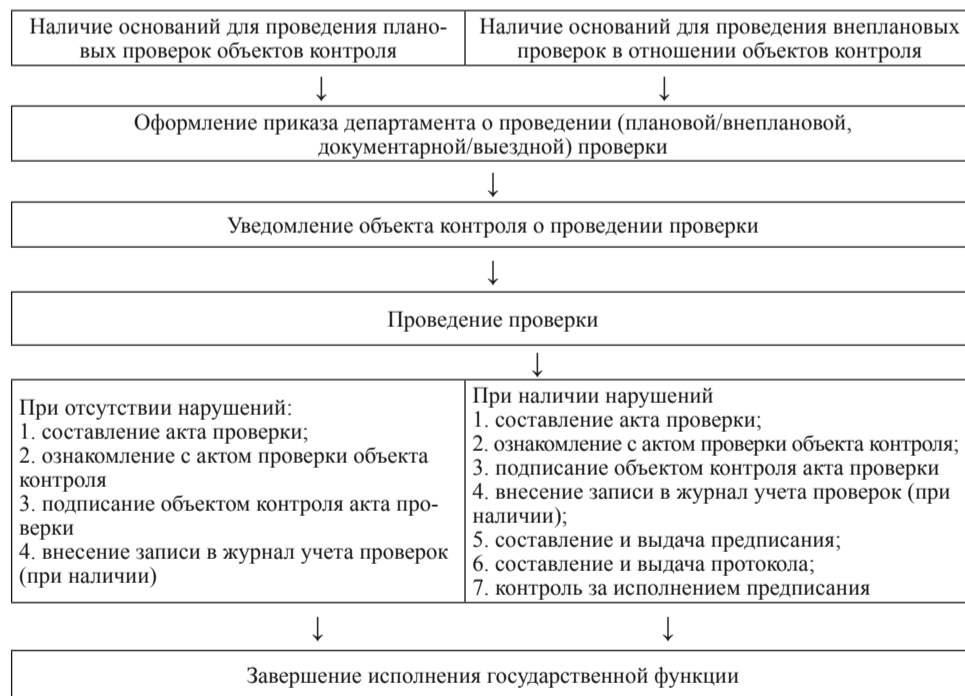 Наличие оснований для проведения плано-
вых проверок объектов контроля
Наличие оснований для проведения внеплановых
проверок в отношении объектов контроля
↓
↓
Оформление приказа департамента о проведении (плановой/внеплановой,
документарной/выездной) проверки
↓
Уведомление объекта контроля о проведении проверки
↓
Проведение проверки
↓
При отсутствии нарушений:
1. составление акта проверки;
2. ознакомление с актом проверки объекта
контроля
3. подписание объектом контроля акта про-
верки
4. внесение записи в журнал учета проверок
(при наличии)
При наличии нарушений
1. составление акта проверки;
2. ознакомление с актом проверки объекта контроля;
3. подписание объектом контроля акта проверки
4. внесение записи в журнал учета проверок (при
наличии);
5. составление и выдача предписания;
6. составление и выдача протокола;
7. контроль за исполнением предписания
↓
↓
Завершение исполнения государственной функции